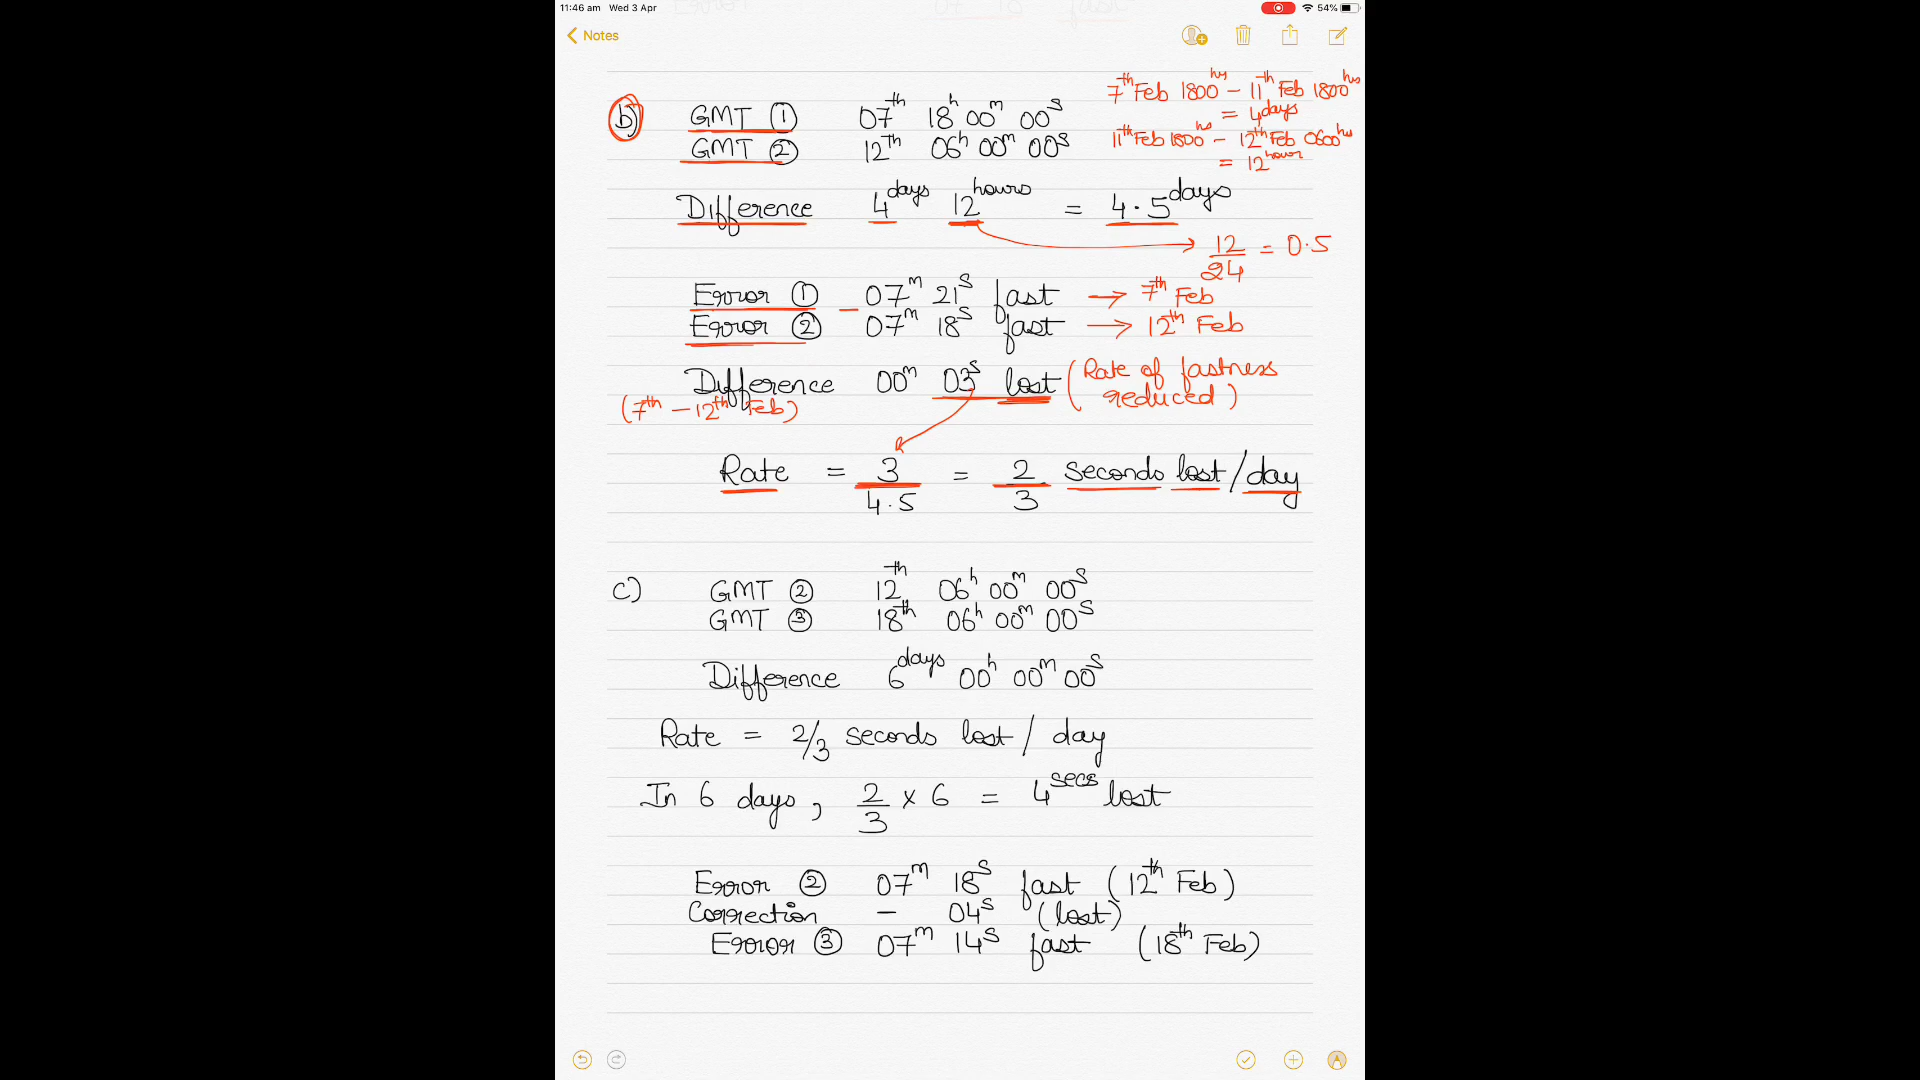 11:46 am Wed 3 Apr
54%
Notes
7th Feb 1800hrs – 11th Feb 1800hrs
= 4days
11th Feb 1800hs – 12th Feb 0600hs
= 12hour
b) GMT ① 07th 18h 00m 00s
GMT ② 12th 06h 00m 00s
Difference 4days 12hours = 4.5days
12/24 = 0.5
Error ① – 07m 21s fast → 7th Feb
Error ② 07m 18s fast → 12th Feb
Difference 00m 03s lost (Rate of fastness reduced)
(7th – 12th Feb)
Rate = 3/4.5 = 2/3 seconds lost/day
c) GMT ② 12th 06h 00m 00s
GMT ③ 18th 06h 00m 00s
Difference 6days 00h 00m 00s
Rate = 2/3 seconds lost/day
In 6 days, 2/3 × 6 = 4secs lost
Error ② 07m 18s fast (12th Feb)
Correction – 04s (lost)
Error ③ 07m 14s fast (18th Feb)